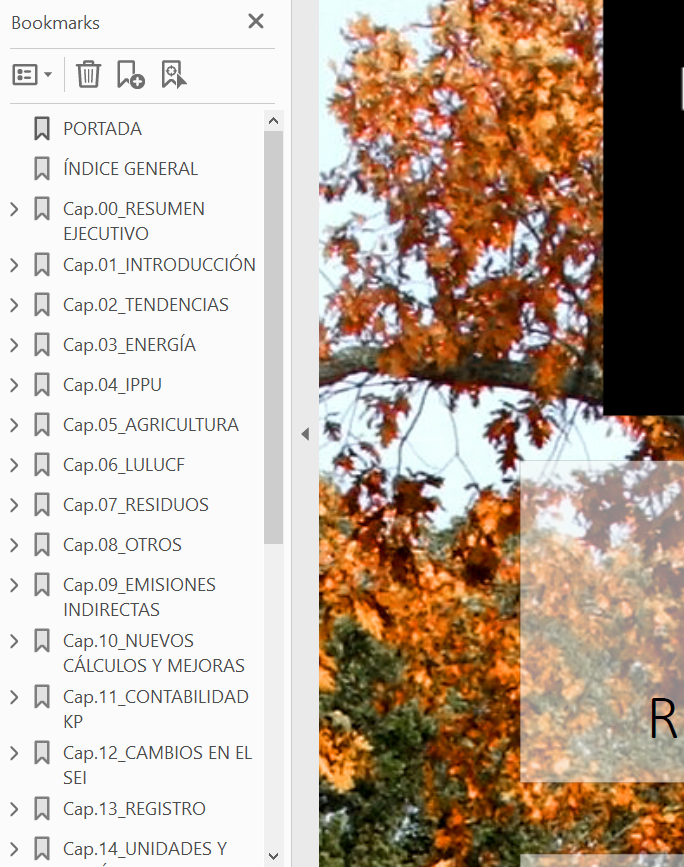 Bookmarks
PORTADA
ÍNDICE GENERAL
Cap.00_RESUMEN
EJECUTIVO
Cap.01_INTRODUCCIÓN
Cap.02_TENDENCIAS
Cap.03_ENERGÍA
Cap.04_IPPU
Cap.05_AGRICULTURA
Cap.06_LULUCF
Cap.07_RESIDUOS
Cap.08_OTROS
Cap.09_EMISIONES
INDIRECTAS
Cap.10_NUEVOS
CÁLCULOS Y MEJORAS
Cap.11_CONTABILIDAD
KP
Cap.12_CAMBIOS EN EL
SEI
Cap.13_REGISTRO
Cap.14_UNIDADES Y
R